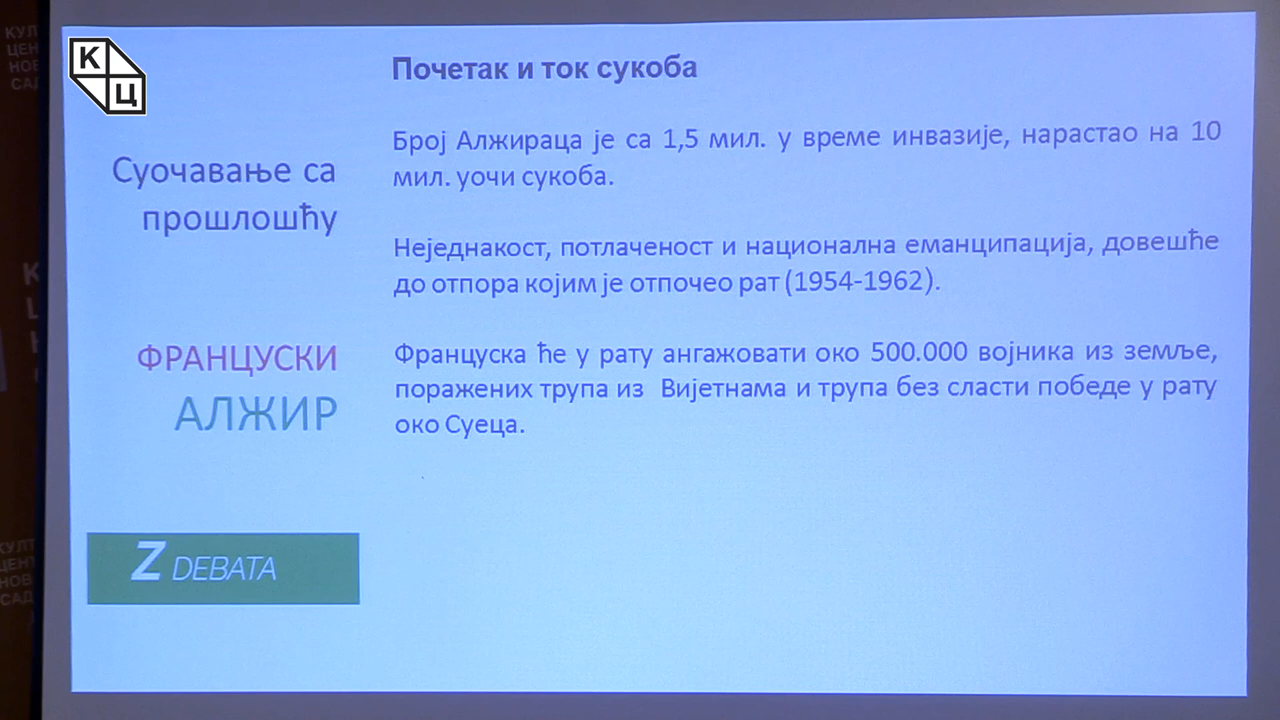 К
Ц
Почетак и ток сукоба
Суочавање са
прошлошћу
ФРАНЦУСКИ
АЛЖИР
Z DEBATA
Број Алжираца је са 1,5 мил. у време инвазије, нарастао на 10
мил. уочи сукоба.
Неједнакост, потлаченост и национална еманципација, довешће
до отпора којим је отпочео рат (1954-1962).
Француска ће у рату ангажовати око 500.000 војника из земље,
поражених трупа из Вијетнама и трупа без сласти победе у рату
око Суеца.